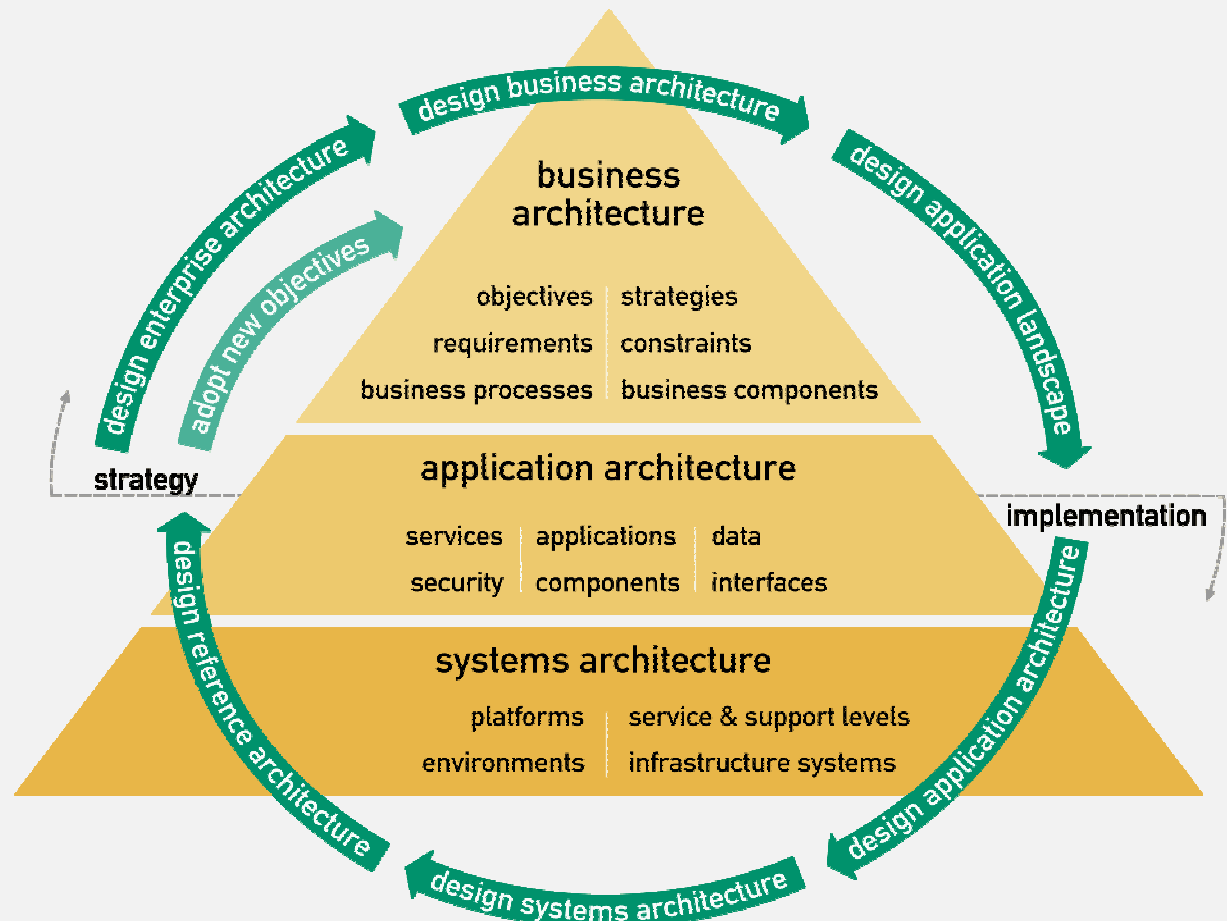 design business architecture
design enterprise architecture
design application landscape
adopt new objectives
business
architecture
objectives strategies
requirements constraints
business processes business components
strategy
application architecture
implementation
services applications data
security components interfaces
design reference architecture
design application architecture
systems architecture
platforms service & support levels
environments infrastructure systems
design systems architecture